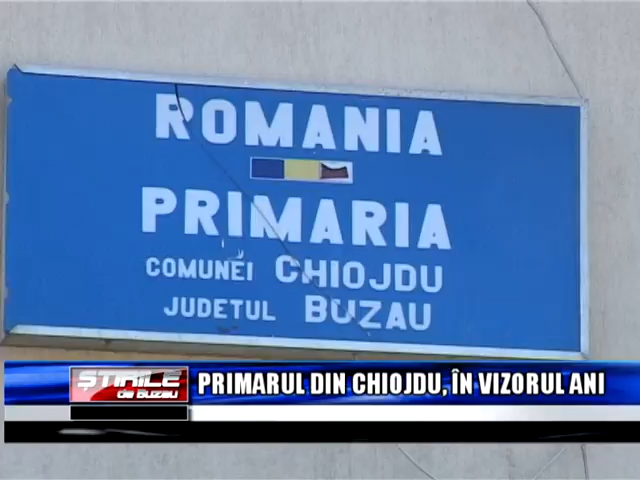 ROMANIA
PRIMARIA
COMUNEI CHIOJDU
JUDETUL BUZAU
ȘTIRILE
de BUZAU
PRIMARUL DIN CHIOJDU, ÎN VIZORUL ANI